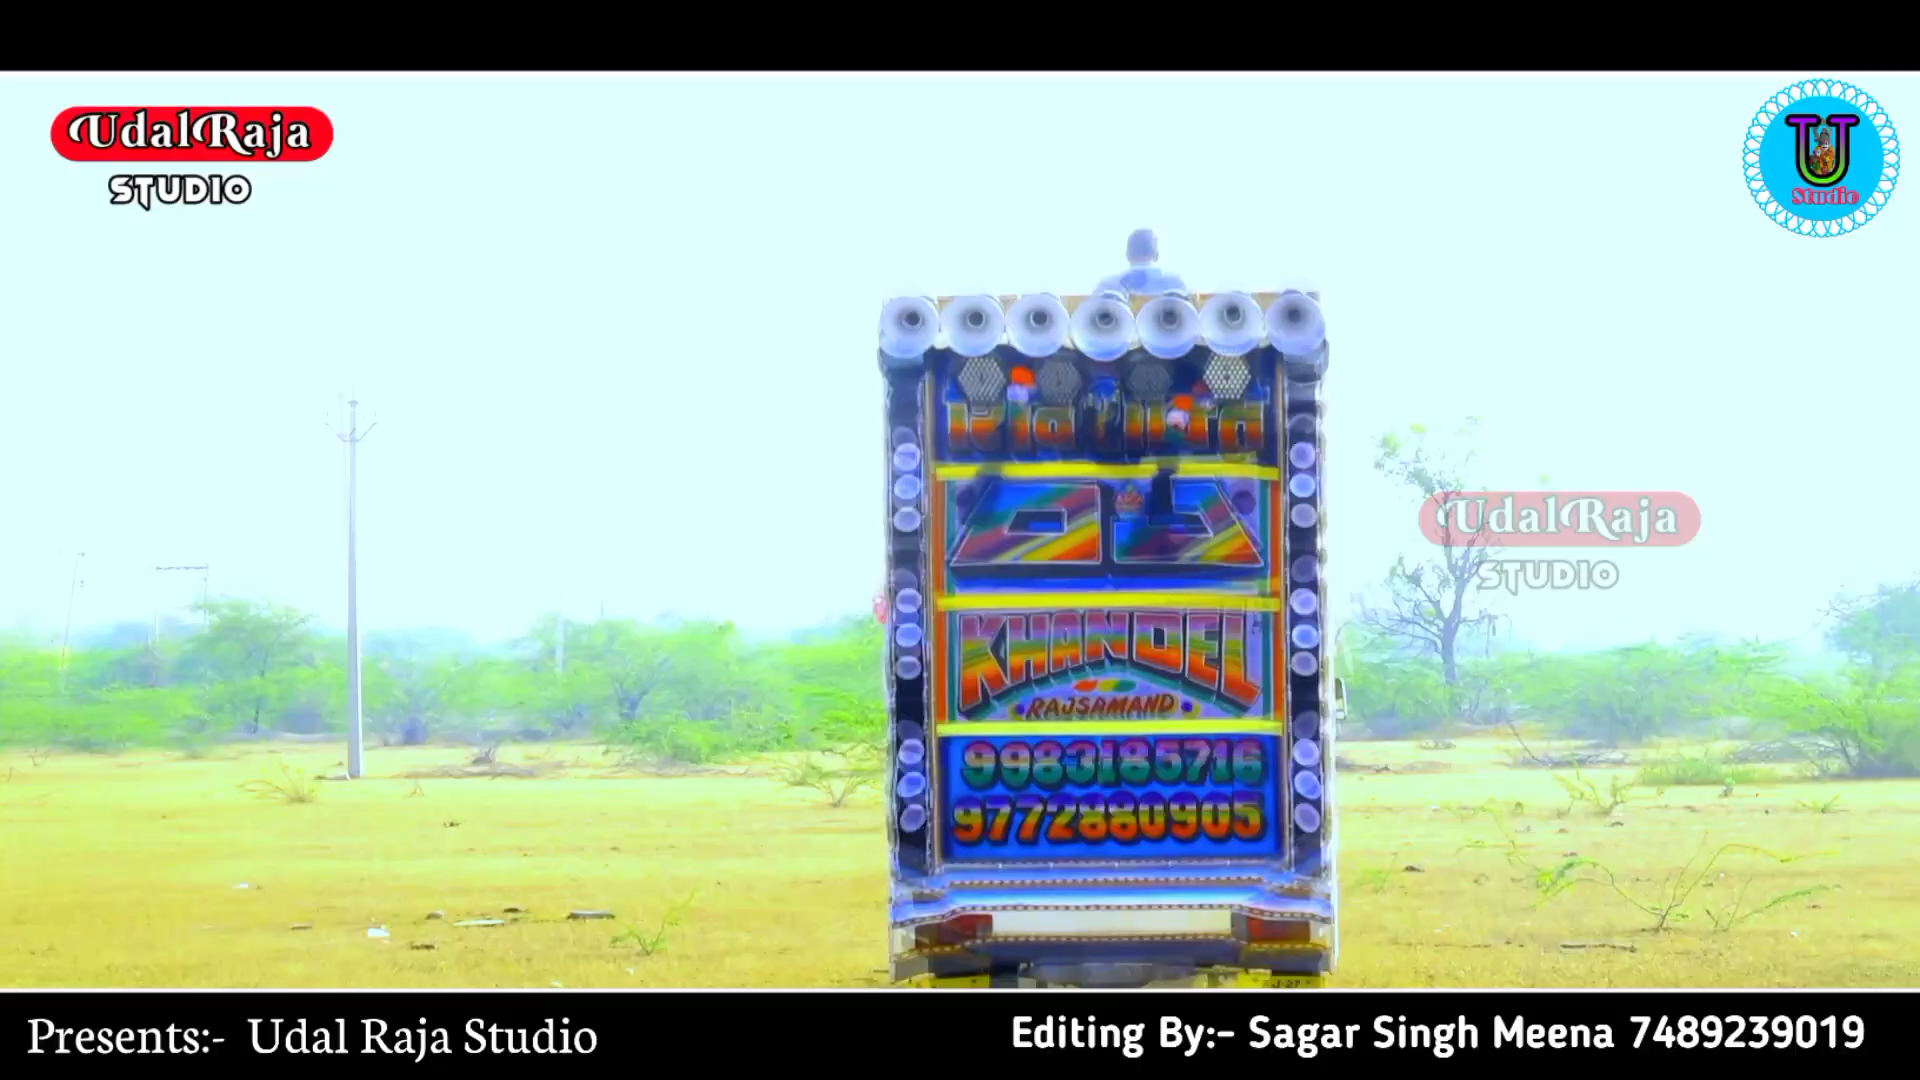 UdalRaja
STUDIO
U
Studio
DJ
KHANDEL
RAJSAMAND
9983185716
9772880905
UdalRaja
STUDIO
Presents:- Udal Raja Studio
Editing By:- Sagar Singh Meena 7489239019